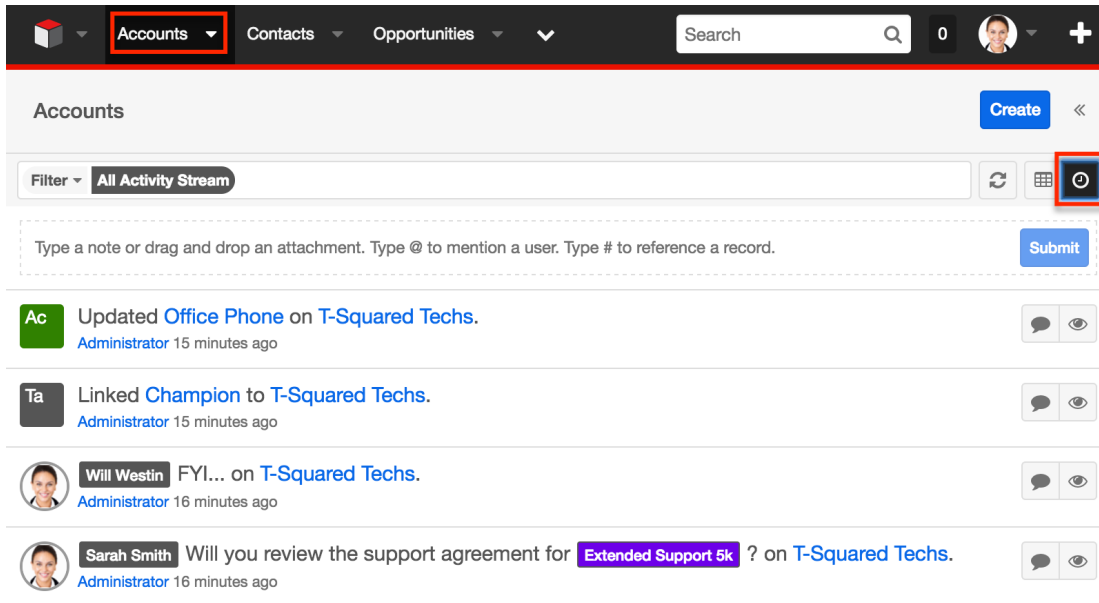 Accounts Contacts Opportunities Search 0
Accounts Create
Filter All Activity Stream
Type a note or drag and drop an attachment. Type @ to mention a user. Type # to reference a record. Submit
Ac Updated Office Phone on T-Squared Techs.
Administrator 15 minutes ago
Ta Linked Champion to T-Squared Techs.
Administrator 15 minutes ago
Will Westin FYI... on T-Squared Techs.
Administrator 16 minutes ago
Sarah Smith Will you review the support agreement for Extended Support 5k ? on T-Squared Techs.
Administrator 16 minutes ago